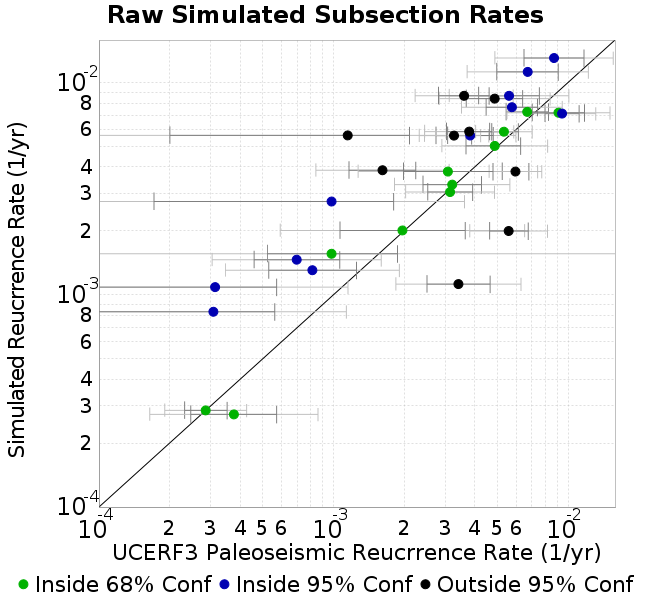 Raw Simulated Subsection Rates
Simulated Reucrrence Rate (1/yr)
10-2
8
6
4
3
2
10-3
8
6
4
3
2
10-4
10-4 2 3 4 5 6 10-3 2 3 4 5 6 10-2
UCERF3 Paleoseismic Reucrrence Rate (1/yr)
Inside 68% Conf Inside 95% Conf Outside 95% Conf